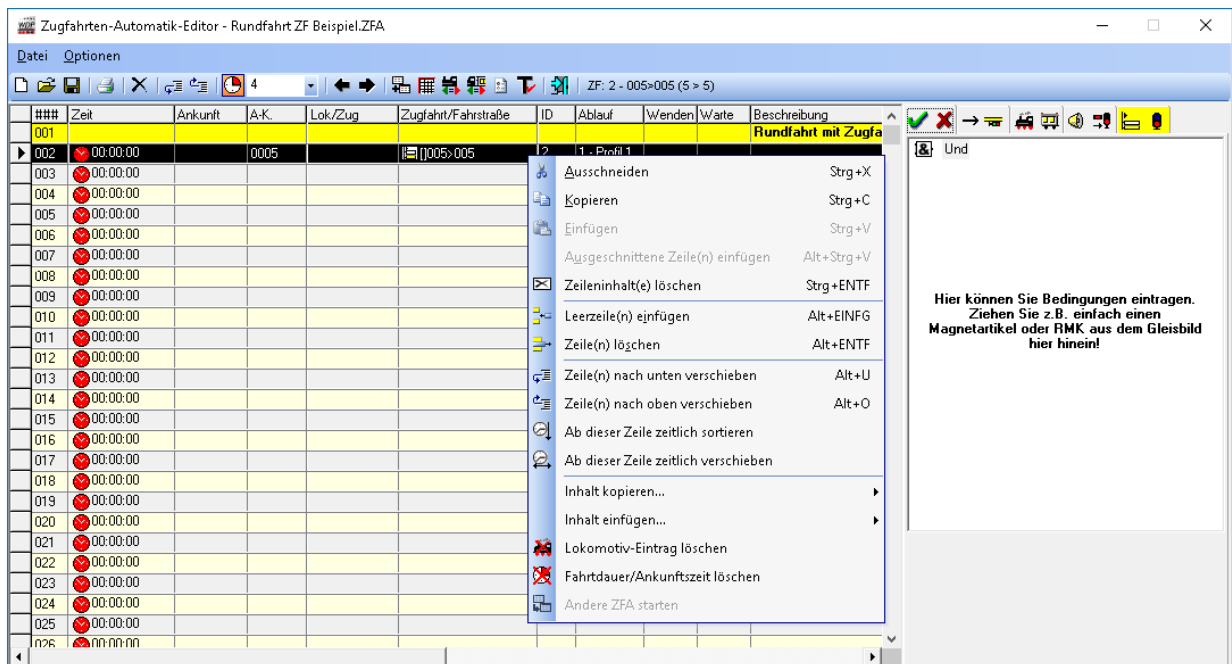 Zugfahrten-Automatik-Editor - Rundfahrt ZF Beispiel.ZFA
Datei Optionen
4 ZF: 2 - 005>005 (5 > 5)
### Zeit Ankunft A-K. Lok/Zug Zugfahrt/Fahrstraße ID Ablauf Wenden Warte Beschreibung
001 Rundfahrt mit Zugfa
002 00:00:00 0005 []005>005 2 1 - Profil 1
003 00:00:00
004 00:00:00
005 00:00:00
006 00:00:00
007 00:00:00
008 00:00:00
009 00:00:00
010 00:00:00
011 00:00:00
012 00:00:00
013 00:00:00
014 00:00:00
015 00:00:00
016 00:00:00
017 00:00:00
018 00:00:00
019 00:00:00
020 00:00:00
021 00:00:00
022 00:00:00
023 00:00:00
024 00:00:00
025 00:00:00
026 00:00:00
Ausschneiden Strg+X
Kopieren Strg+C
Einfügen Strg+V
Ausgeschnittene Zeile(n) einfügen Alt+Strg+V
Zeileninhalt(e) löschen Strg+ENTF
Leerzeile(n) einfügen Alt+EINFG
Zeile(n) löschen Alt+ENTF
Zeile(n) nach unten verschieben Alt+U
Zeile(n) nach oben verschieben Alt+O
Ab dieser Zeile zeitlich sortieren
Ab dieser Zeile zeitlich verschieben
Inhalt kopieren...
Inhalt einfügen...
Lokomotiv-Eintrag löschen
Fahrtdauer/Ankunftszeit löschen
Andere ZFA starten
& Und
Hier können Sie Bedingungen eintragen.
Ziehen Sie z.B. einfach einen
Magnetartikel oder RMK aus dem Gleisbild
hier hinein!